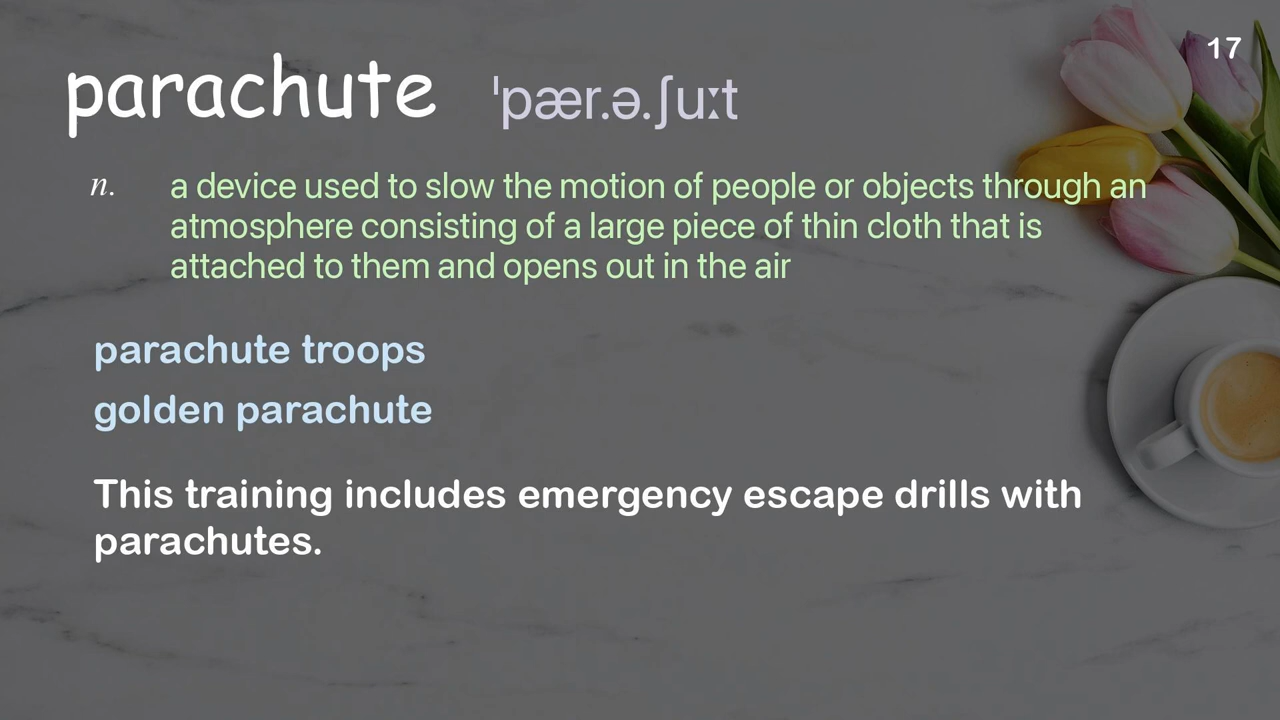 17
parachute ˈpær.ə.ʃuːt
n. a device used to slow the motion of people or objects through an
atmosphere consisting of a large piece of thin cloth that is
attached to them and opens out in the air
parachute troops
golden parachute
This training includes emergency escape drills with
parachutes.